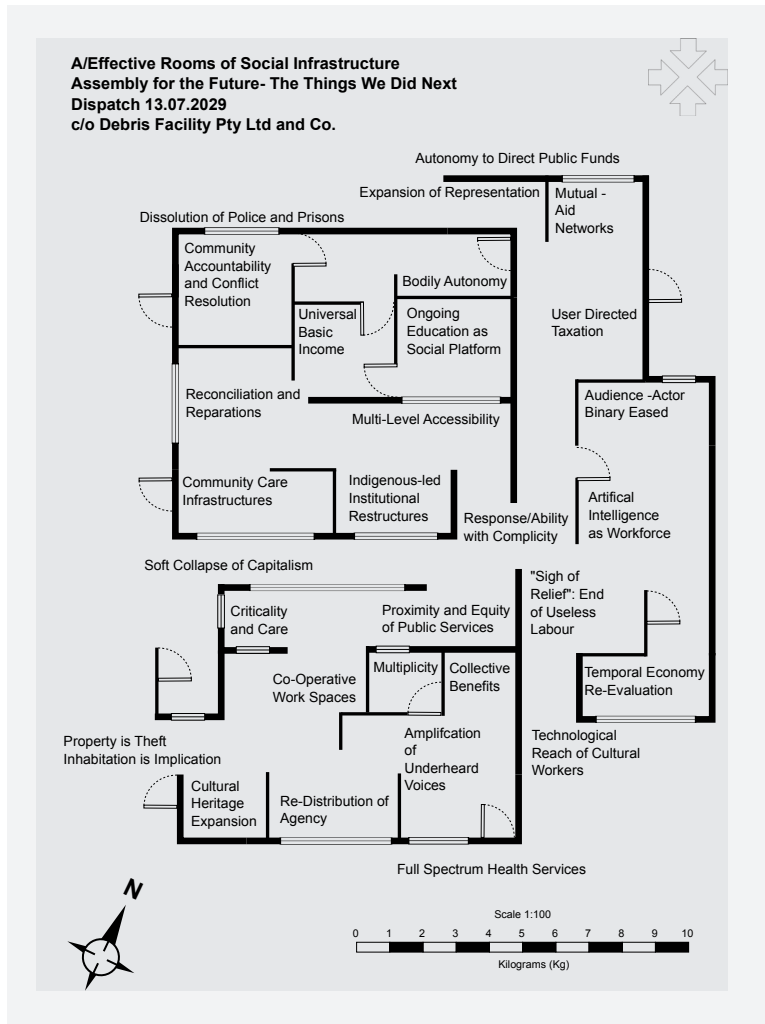 A/Effective Rooms of Social Infrastructure
Assembly for the Future- The Things We Did Next
Dispatch 13.07.2029
c/o Debris Facility Pty Ltd and Co.
Autonomy to Direct Public Funds
Expansion of Representation
Mutual -
Aid
Networks
Dissolution of Police and Prisons
Community
Accountability
and Conflict
Resolution
Bodily Autonomy
Universal
Basic
Income
Ongoing
Education as
Social Platform
User Directed
Taxation
Reconciliation and
Reparations
Multi-Level Accessibility
Audience -Actor
Binary Eased
Community Care
Infrastructures
Indigenous-led
Institutional
Restructures
Response/Ability
with Complicity
Artifical
Intelligence
as Workforce
Soft Collapse of Capitalism
"Sigh of
Relief": End
of Useless
Labour
Criticality
and Care
Proximity and Equity
of Public Services
Co-Operative
Work Spaces
Multiplicity
Collective
Benefits
Temporal Economy
Re-Evaluation
Property is Theft
Inhabitation is Implication
Amplifcation
of
Underheard
Voices
Technological
Reach of Cultural
Workers
Cultural
Heritage
Expansion
Re-Distribution of
Agency
Full Spectrum Health Services
N
Scale 1:100
0 1 2 3 4 5 6 7 8 9 10
Kilograms (Kg)